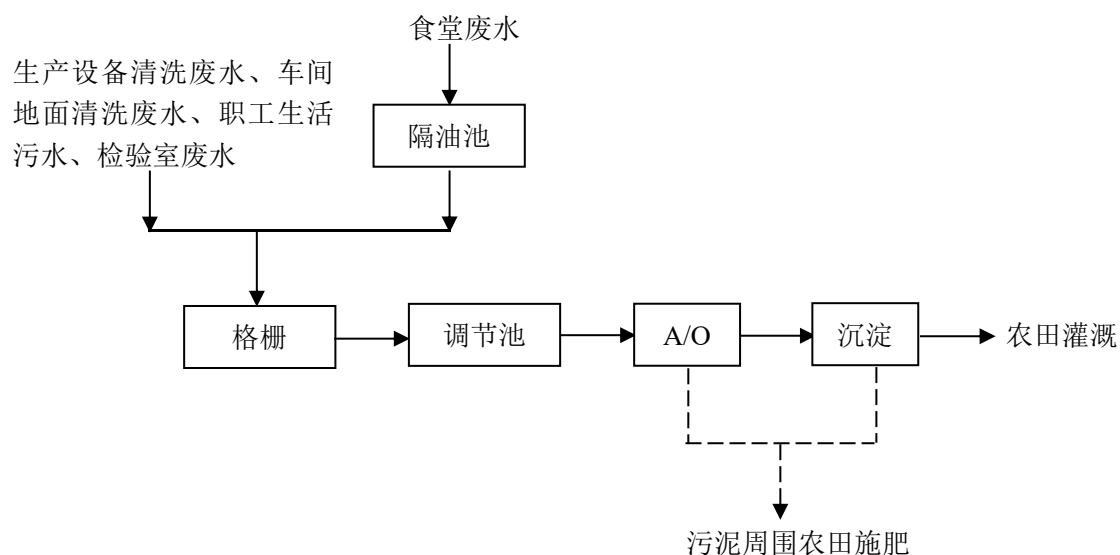 食堂废水
生产设备清洗废水、车间
地面清洗废水、职工生活
污水、检验室废水
隔油池
格栅
调节池
A/O
沉淀
农田灌溉
污泥周围农田施肥